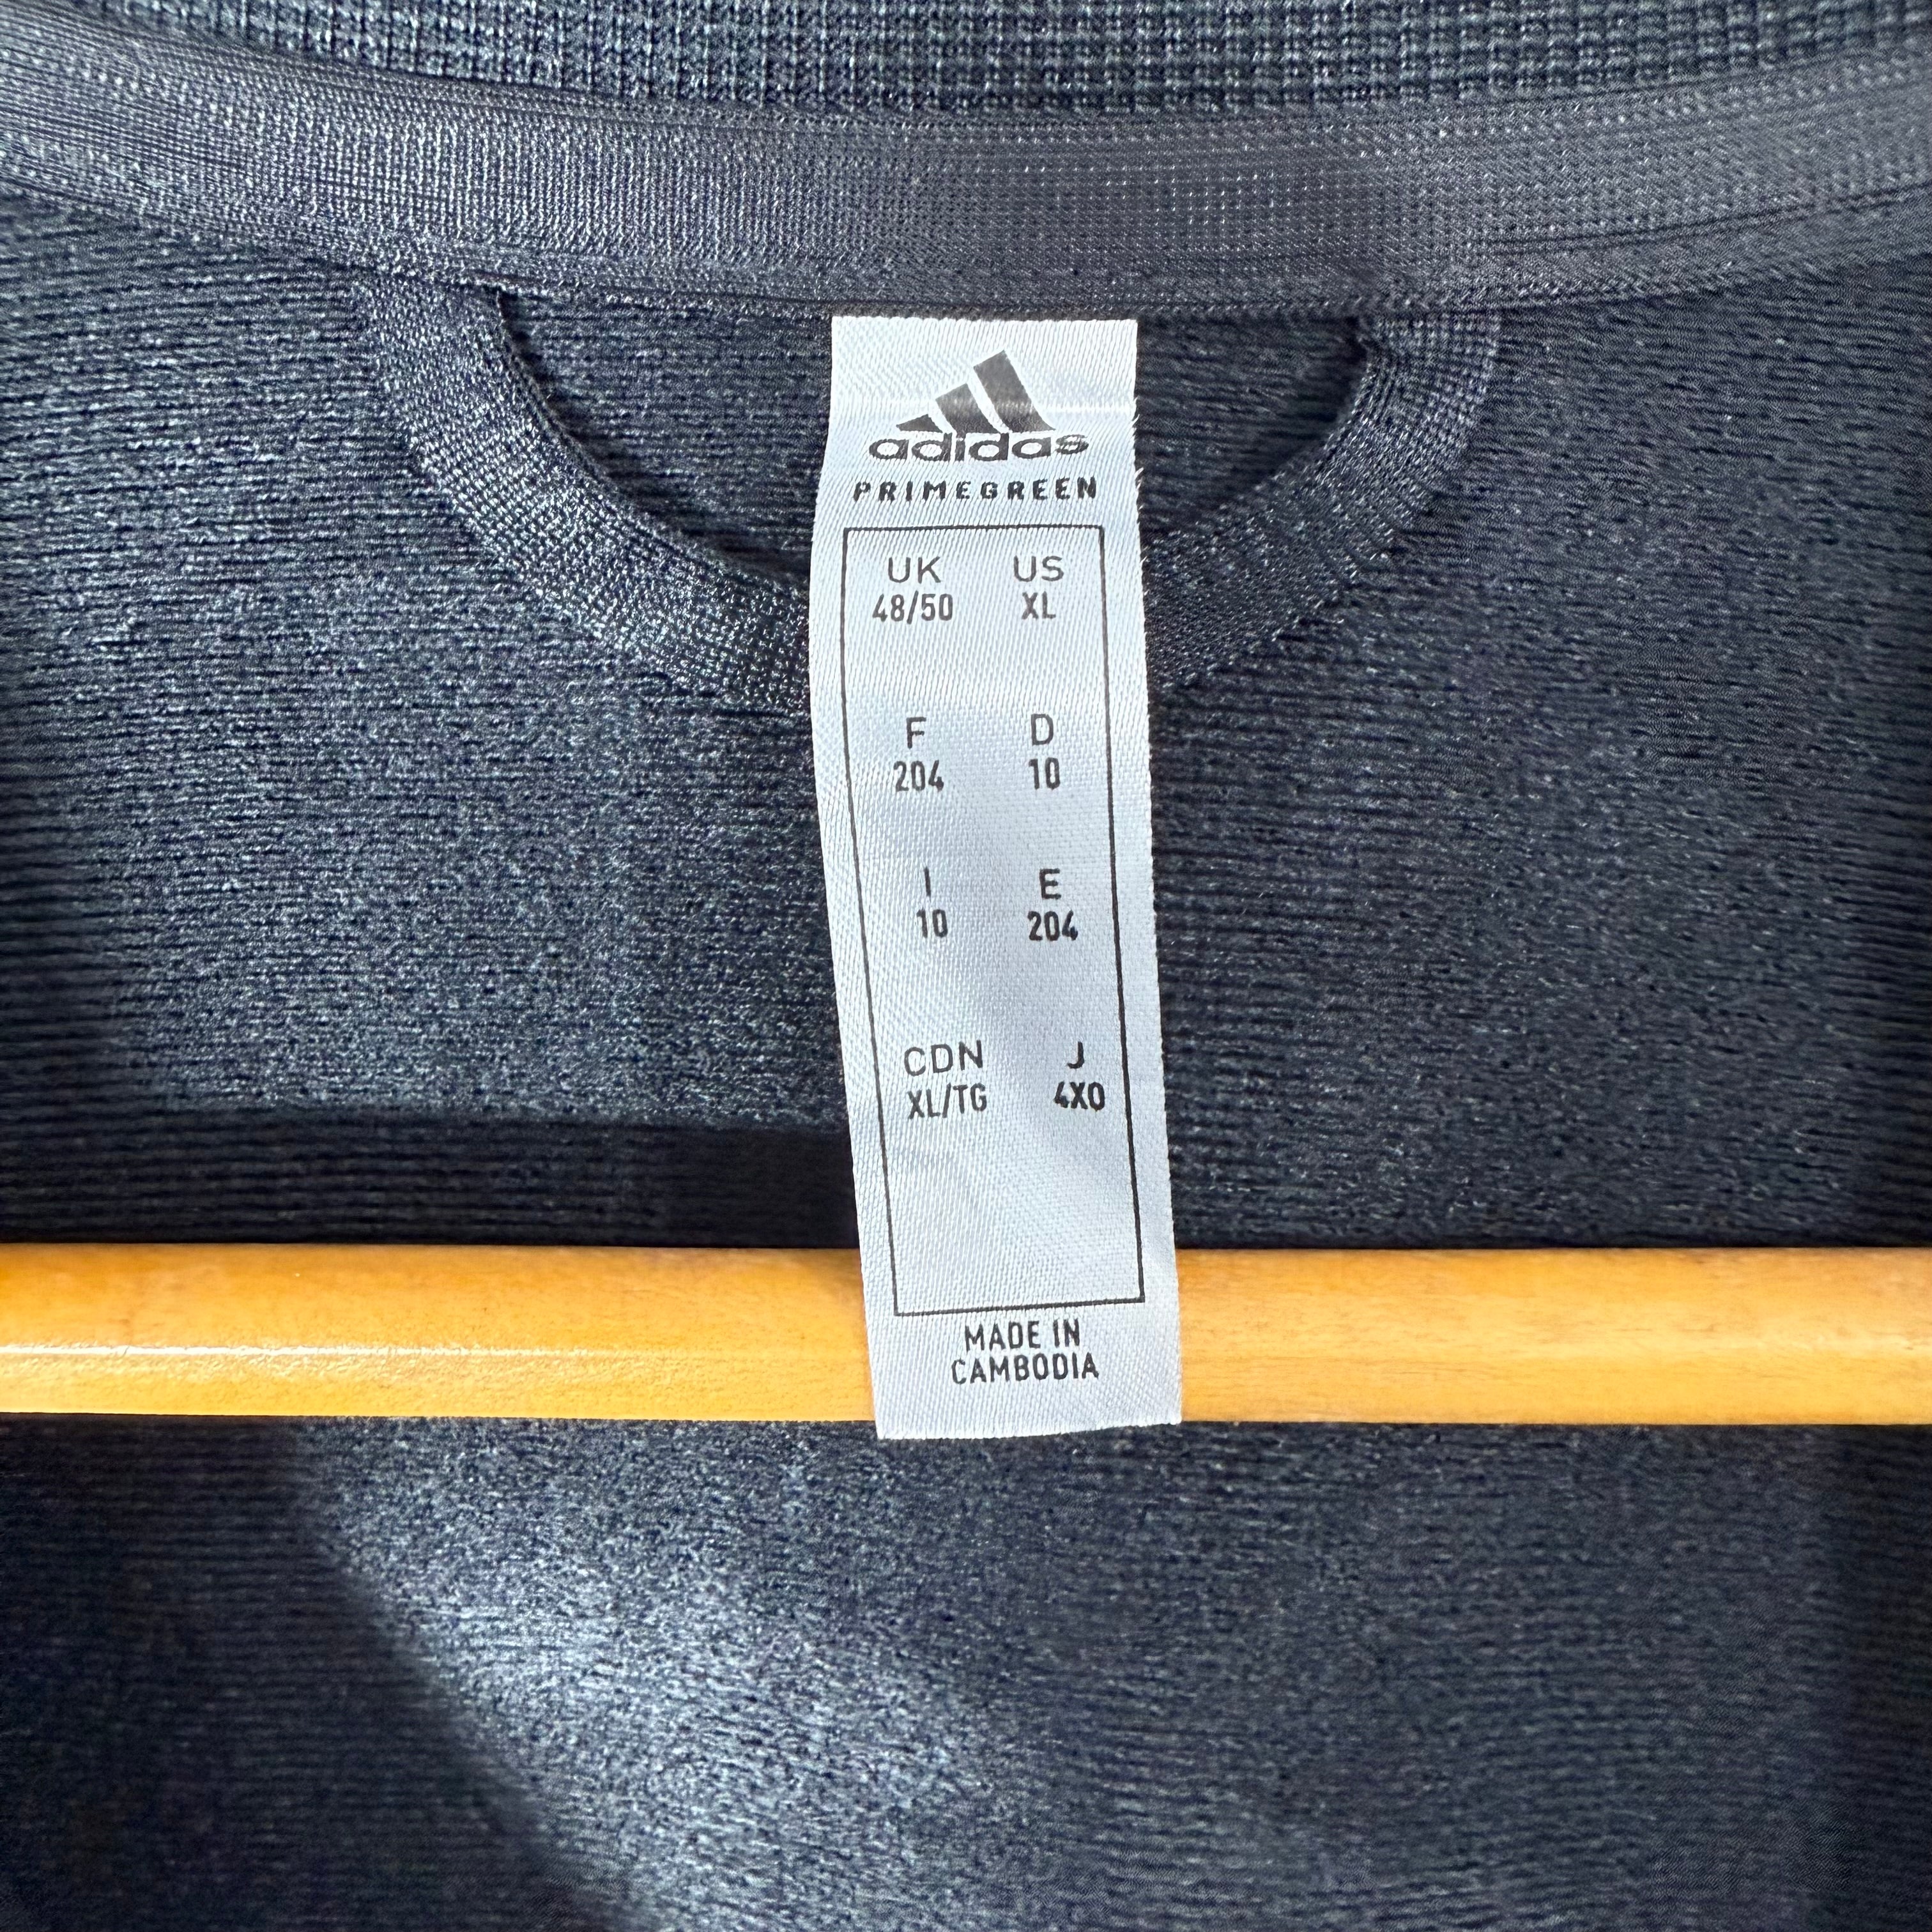 adidas
PRIMEGREEN
UK US
48/50 XL
F D
204 10
I E
10 204
CDN J
XL/TG 4XO
MADE IN
CAMBODIA